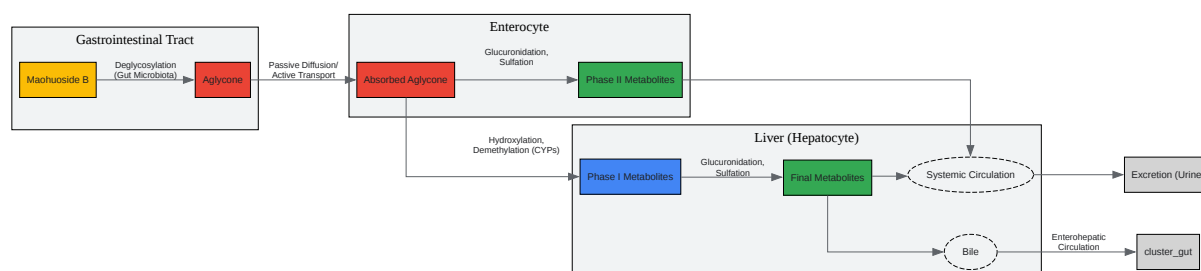 Gastrointestinal Tract
Maohuoside B
Deglycosylation
(Gut Microbiota)
Aglycone
Passive Diffusion/
Active Transport
Enterocyte
Absorbed Aglycone
Glucuronidation,
Sulfation
Phase II Metabolites
Hydroxylation,
Demethylation (CYPs)
Liver (Hepatocyte)
Phase I Metabolites
Glucuronidation,
Sulfation
Final Metabolites
Systemic Circulation
Excretion (Urine
Bile
Enterohepatic
Circulation
cluster_gut